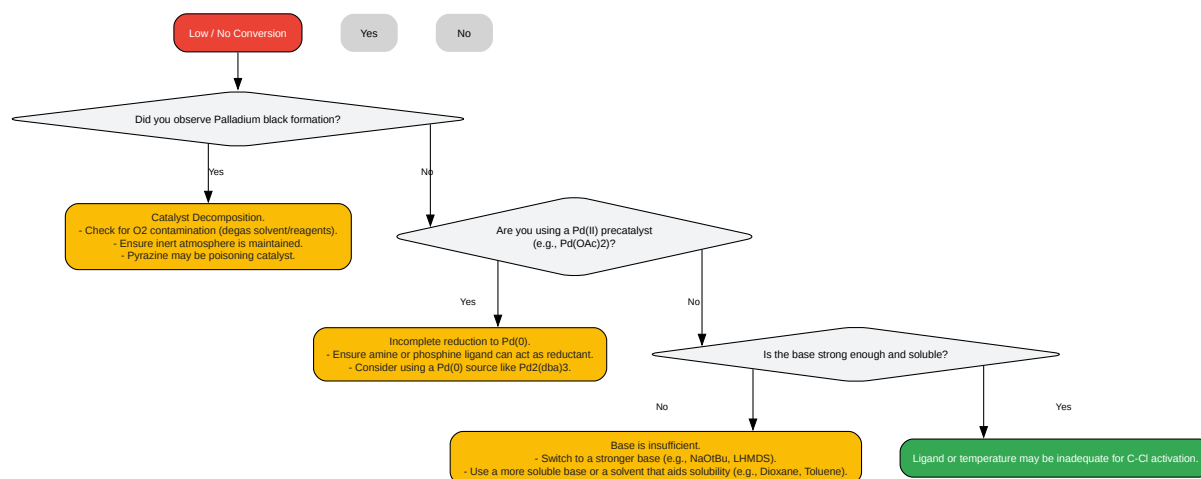 Low / No Conversion
Yes
No
Did you observe Palladium black formation?
Yes
No
Catalyst Decomposition.
- Check for O2 contamination (degas solvent/reagents).
- Ensure inert atmosphere is maintained.
- Pyrazine may be poisoning catalyst.
Are you using a Pd(II) precatalyst
(e.g., Pd(OAc)2)?
Yes
No
Incomplete reduction to Pd(0).
- Ensure amine or phosphine ligand can act as reductant.
- Consider using a Pd(0) source like Pd2(dba)3.
Is the base strong enough and soluble?
No
Yes
Base is insufficient.
- Switch to a stronger base (e.g., NaOtBu, LHMDS).
- Use a more soluble base or a solvent that aids solubility (e.g., Dioxane, Toluene).
Ligand or temperature may be inadequate for C-Cl activation.